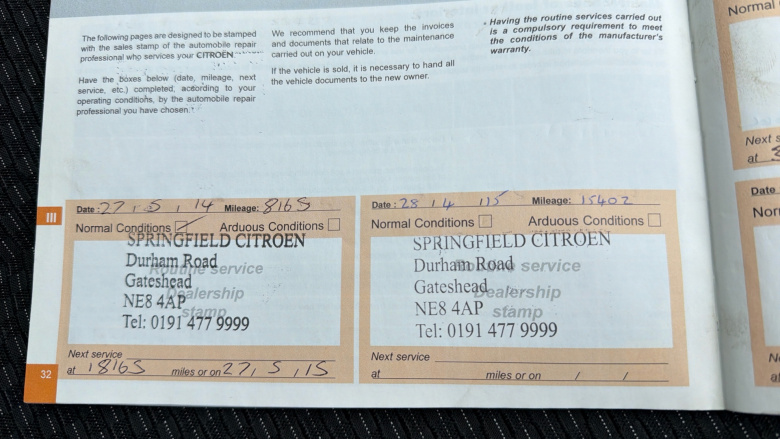 The following pages are designed to be stamped
with the sales stamp of the automobile repair
professional who services your CITROËN.
Have the boxes below (date, mileage, next
service, etc.) completed, according to your
operating conditions, by the automobile repair
professional you have chosen.
We recommend that you keep the invoices
and documents that relate to the maintenance
carried out on your vehicle.
If the vehicle is sold, it is necessary to hand all
the vehicle documents to the new owner.
Having the routine services carried out
is a compulsory requirement to meet
the conditions of the manufacturer's
warranty.
III
Date: 27 / 5 / 14 Mileage: 8165
Normal Conditions Arduous Conditions
SPRINGFIELD CITROEN
Durham Road
Gateshead
NE8 4AP
Tel: 0191 477 9999
Routine service
Dealership
stamp
Next service
at 18165 miles or on 27 / 5 / 15
Date: 28 / 4 / 15 Mileage: 15402
Normal Conditions Arduous Conditions
SPRINGFIELD CITROEN
Durham Road
Gateshead
NE8 4AP
Tel: 0191 477 9999
Routine service
Dealership
stamp
Next service
at miles or on / /
32
Normal
Next s
at
Date
Nor
N
a